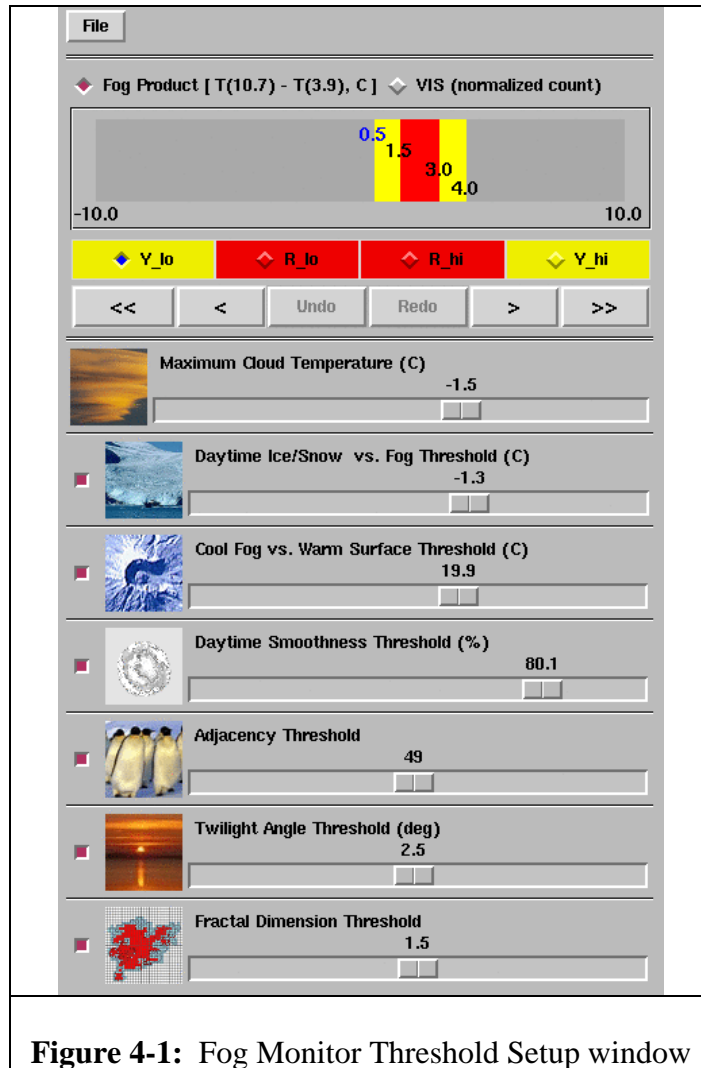 File
Fog Product [ T(10.7) - T(3.9), C ] VIS (normalized count)
0.5
1.5
3.0
4.0
-10.0 10.0
Y_lo R_lo R_hi Y_hi
<< < Undo Redo > >>
Maximum Cloud Temperature (C)
-1.5
Daytime Ice/Snow vs. Fog Threshold (C)
-1.3
Cool Fog vs. Warm Surface Threshold (C)
19.9
Daytime Smoothness Threshold (%)
80.1
Adjacency Threshold
49
Twilight Angle Threshold (deg)
2.5
Fractal Dimension Threshold
1.5
Figure 4-1: Fog Monitor Threshold Setup window